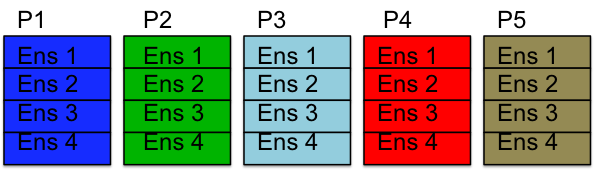 P1 P2 P3 P4 P5
Ens 1 Ens 1 Ens 1 Ens 1 Ens 1
Ens 2 Ens 2 Ens 2 Ens 2 Ens 2
Ens 3 Ens 3 Ens 3 Ens 3 Ens 3
Ens 4 Ens 4 Ens 4 Ens 4 Ens 4